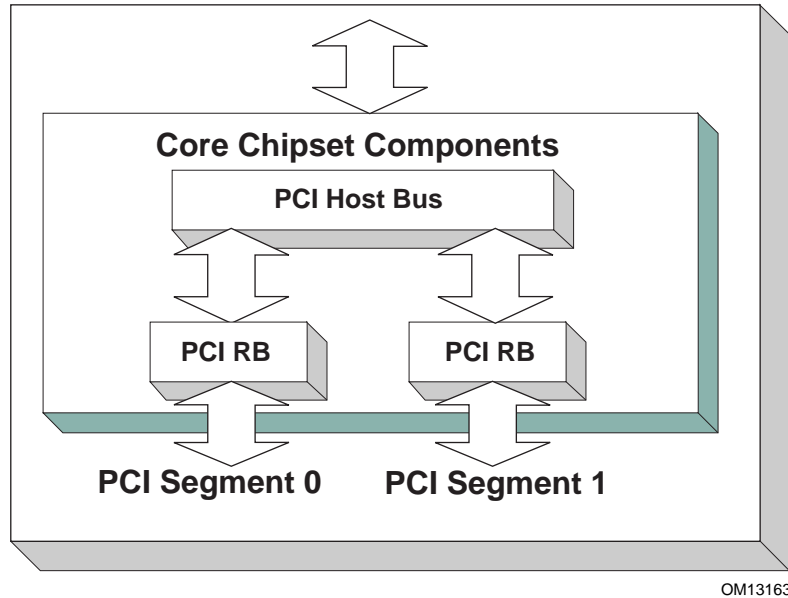 Core Chipset Components
PCI Host Bus
PCI RB PCI RB
PCI Segment 0 PCI Segment 1
OM13163